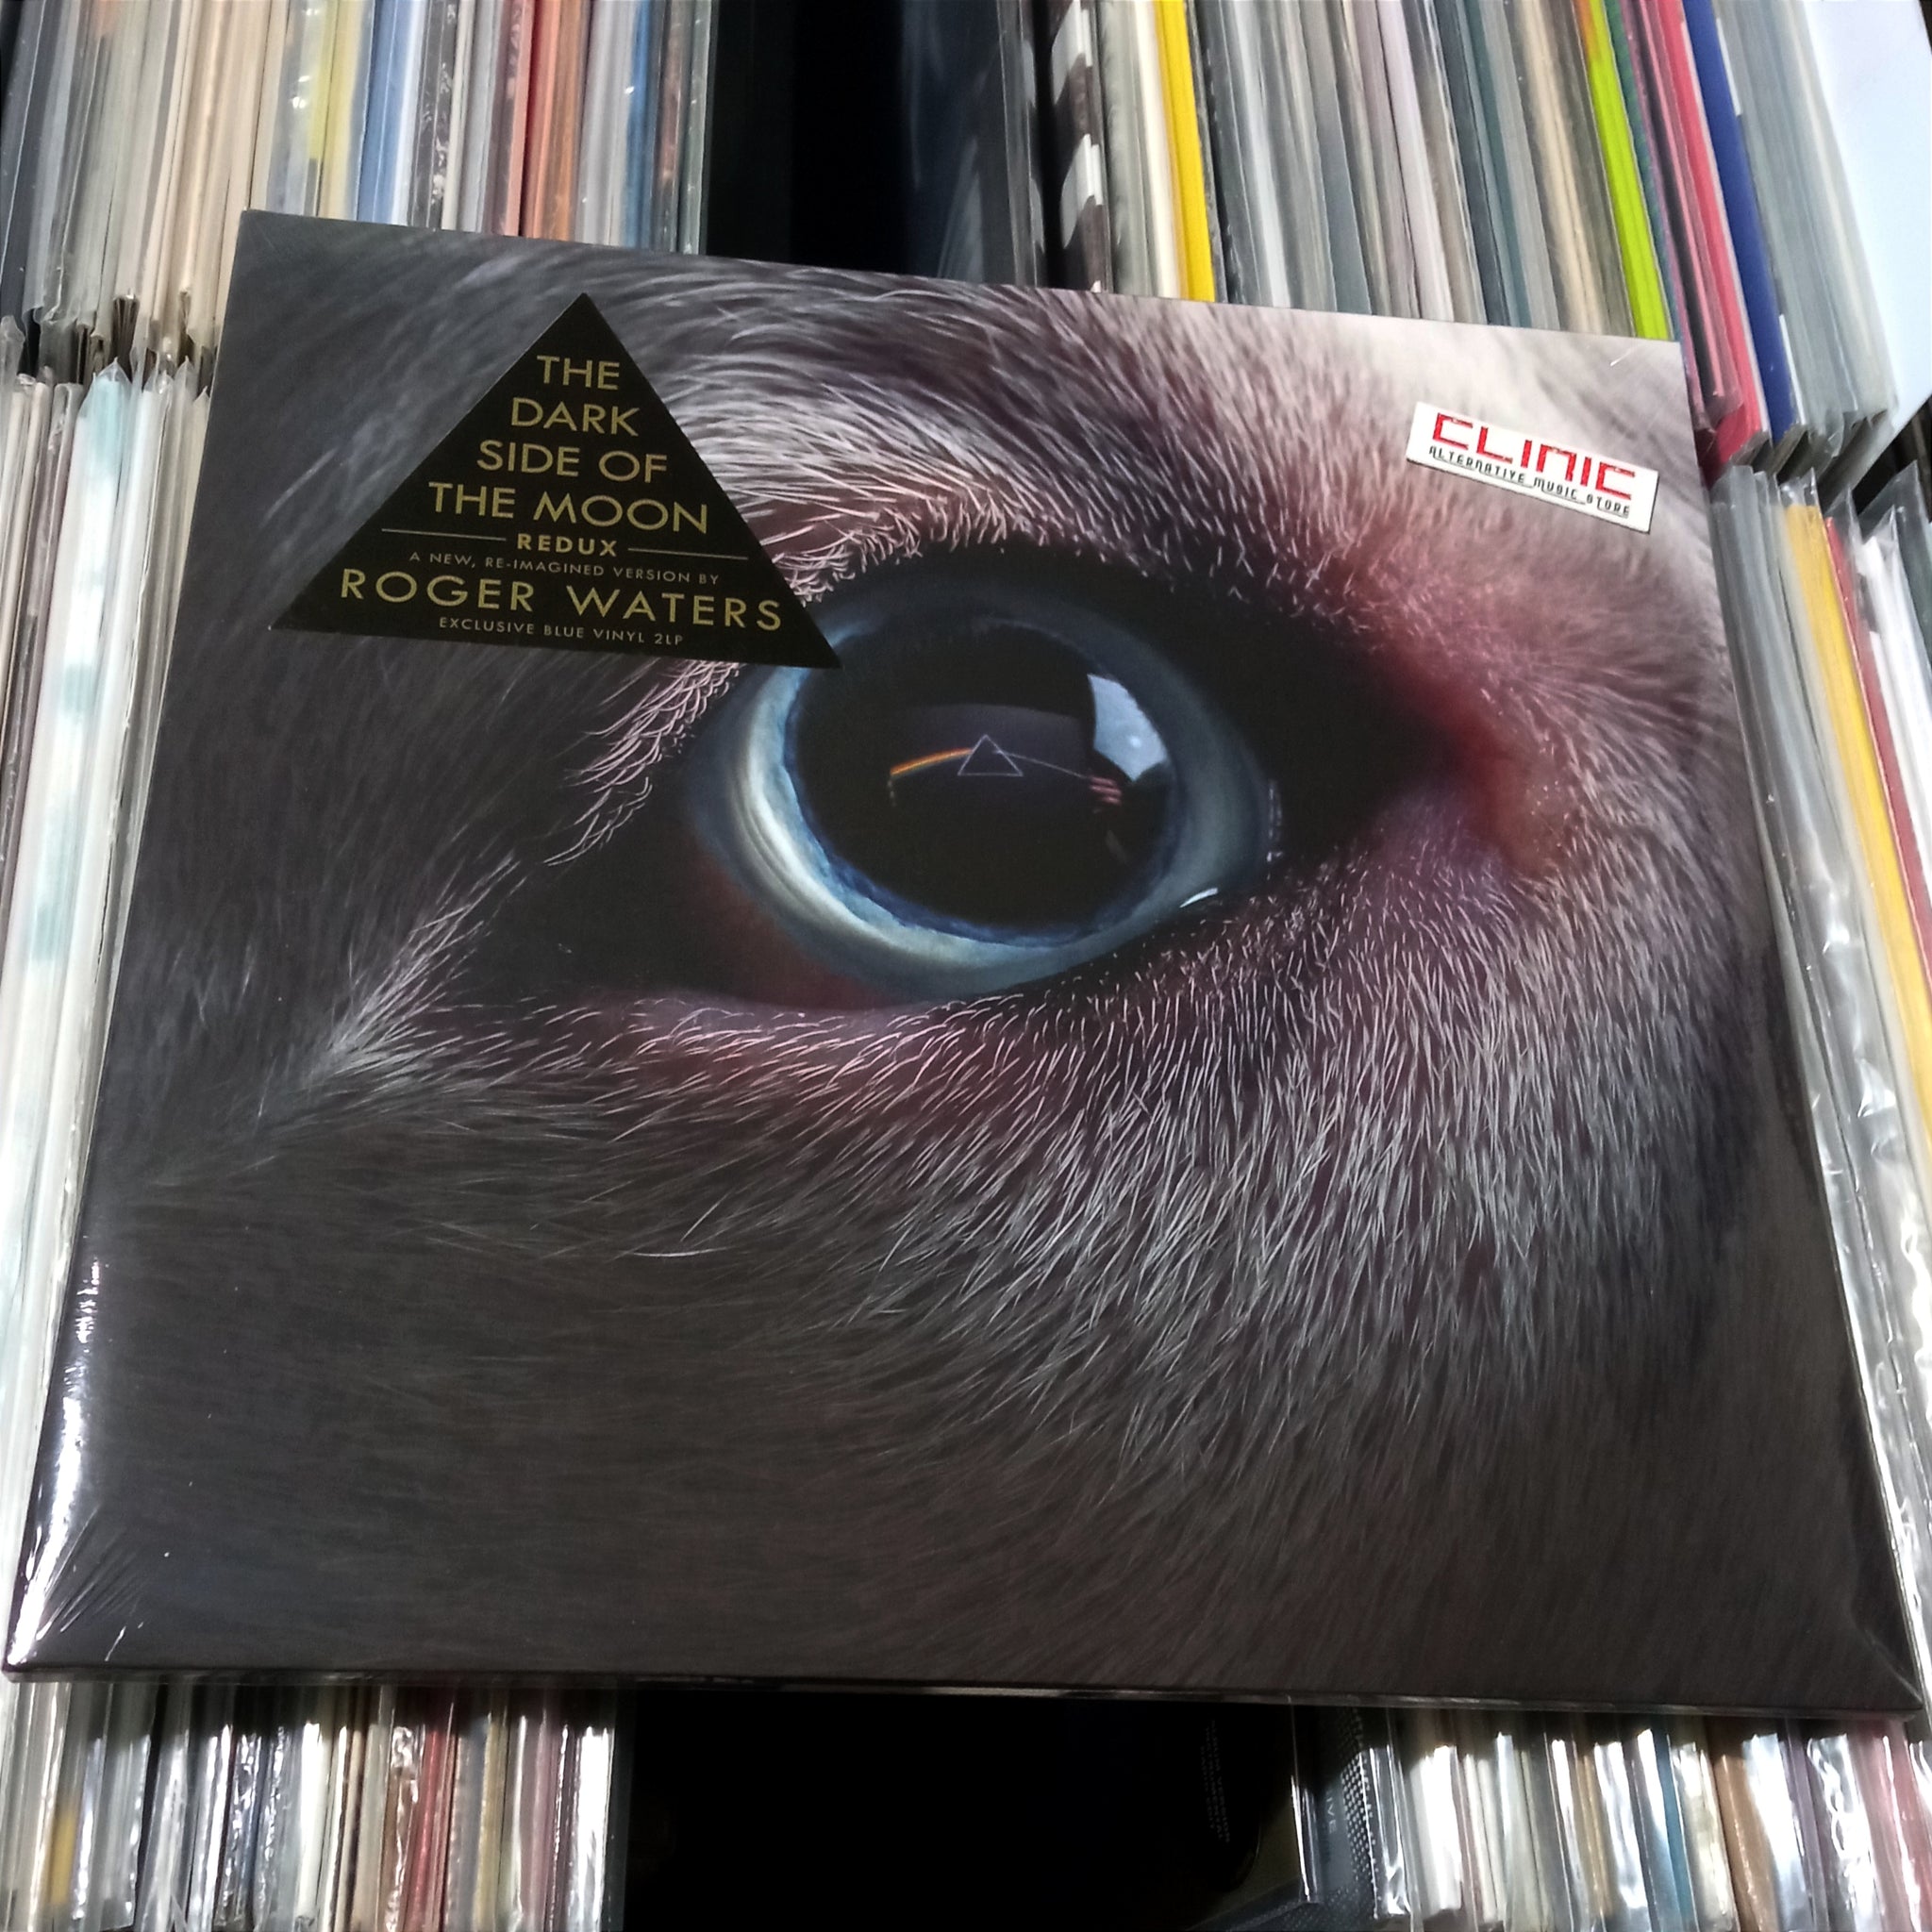 THE
DARK
SIDE OF
THE MOON
REDUX
A NEW, RE-IMAGINED VERSION BY
ROGER WATERS
EXCLUSIVE BLUE VINYL 2LP
CLINIC
ALTERNATIVE MUSIC STORE